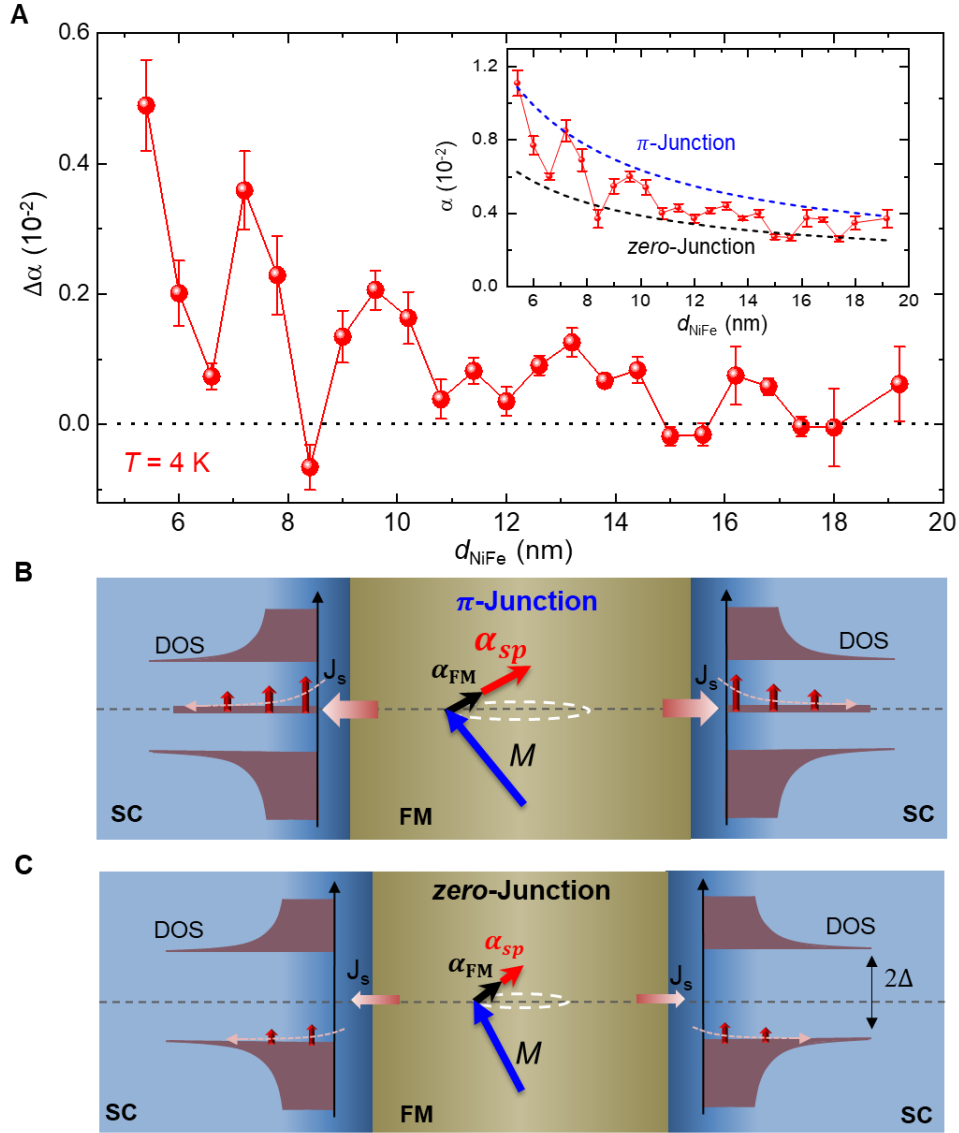 A
0.6
0.4
0.2
0.0
Δα (10⁻²)
T = 4 K
6 8 10 12 14 16 18 20
d_NiFe (nm)
1.2
0.8
0.4
0.0
α (10⁻²)
π-Junction
zero-Junction
6 8 10 12 14 16 18 20
d_NiFe (nm)
B
π-Junction
DOS
J_s
α_FM
α_sp
M
J_s
DOS
SC
FM
SC
C
zero-Junction
DOS
J_s
α_FM
α_sp
M
J_s
DOS
2Δ
SC
FM
SC